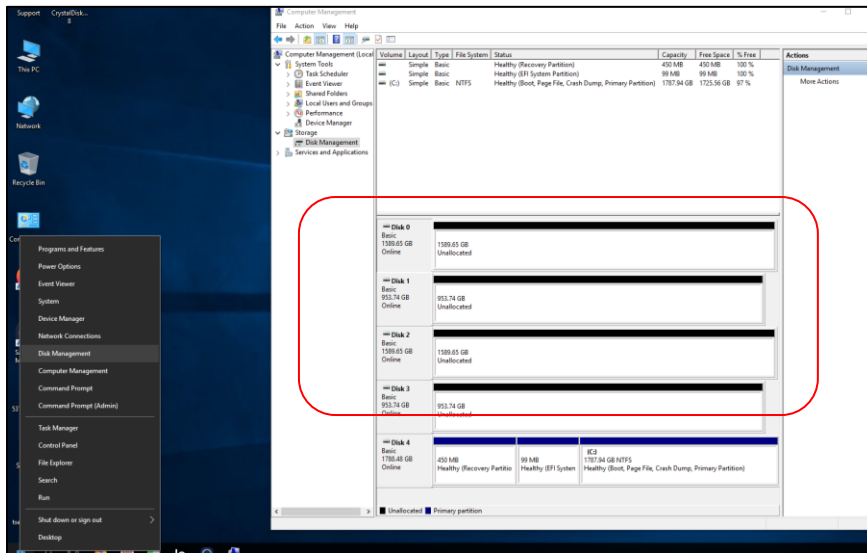 Support CrystalDisk...
8
This PC
Network
Recycle Bin
Programs and Features
Power Options
Event Viewer
System
Device Manager
Network Connections
Disk Management
Computer Management
Command Prompt
Command Prompt (Admin)
Task Manager
Control Panel
File Explorer
Search
Run
Shut down or sign out
Desktop
Computer Management
File Action View Help
Computer Management (Local
System Tools
Task Scheduler
Event Viewer
Shared Folders
Local Users and Groups
Performance
Device Manager
Storage
Disk Management
Services and Applications
Volume Layout Type File System Status Capacity Free Space % Free
Simple Basic Healthy (Recovery Partition) 450 MB 450 MB 100 %
Simple Basic Healthy (EFI System Partition) 99 MB 99 MB 100 %
(C:) Simple Basic NTFS Healthy (Boot, Page File, Crash Dump, Primary Partition) 1787.94 GB 1725.56 GB 97 %
Actions
Disk Management
More Actions
Disk 0
Basic
1589.65 GB
Online
1589.65 GB
Unallocated
Disk 1
Basic
953.74 GB
Online
953.74 GB
Unallocated
Disk 2
Basic
1589.65 GB
Online
1589.65 GB
Unallocated
Disk 3
Basic
953.74 GB
Online
953.74 GB
Unallocated
Disk 4
Basic
1788.48 GB
Online
450 MB
Healthy (Recovery Partitio
99 MB
Healthy (EFI System
(C:)
1787.94 GB NTFS
Healthy (Boot, Page File, Crash Dump, Primary Partition)
Unallocated Primary partition